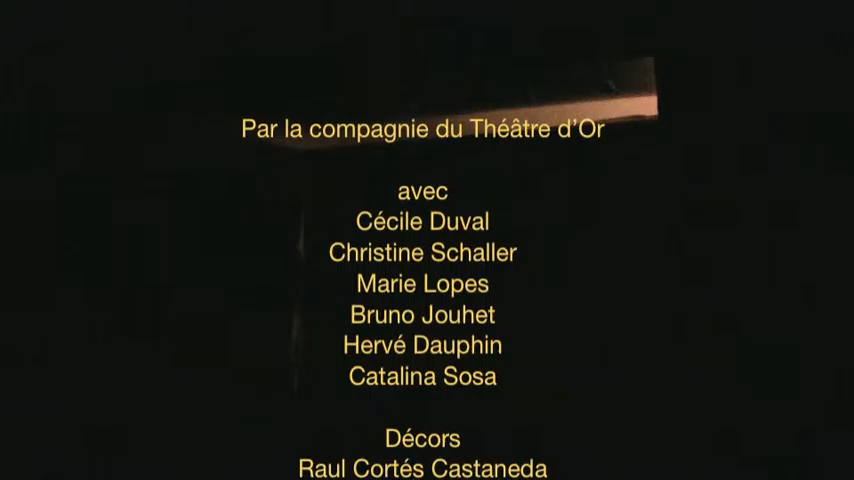 Par la compagnie du Théâtre d'Or
avec
Cécile Duval
Christine Schaller
Marie Lopes
Bruno Jouhet
Hervé Dauphin
Catalina Sosa
Décors
Raul Cortés Castaneda